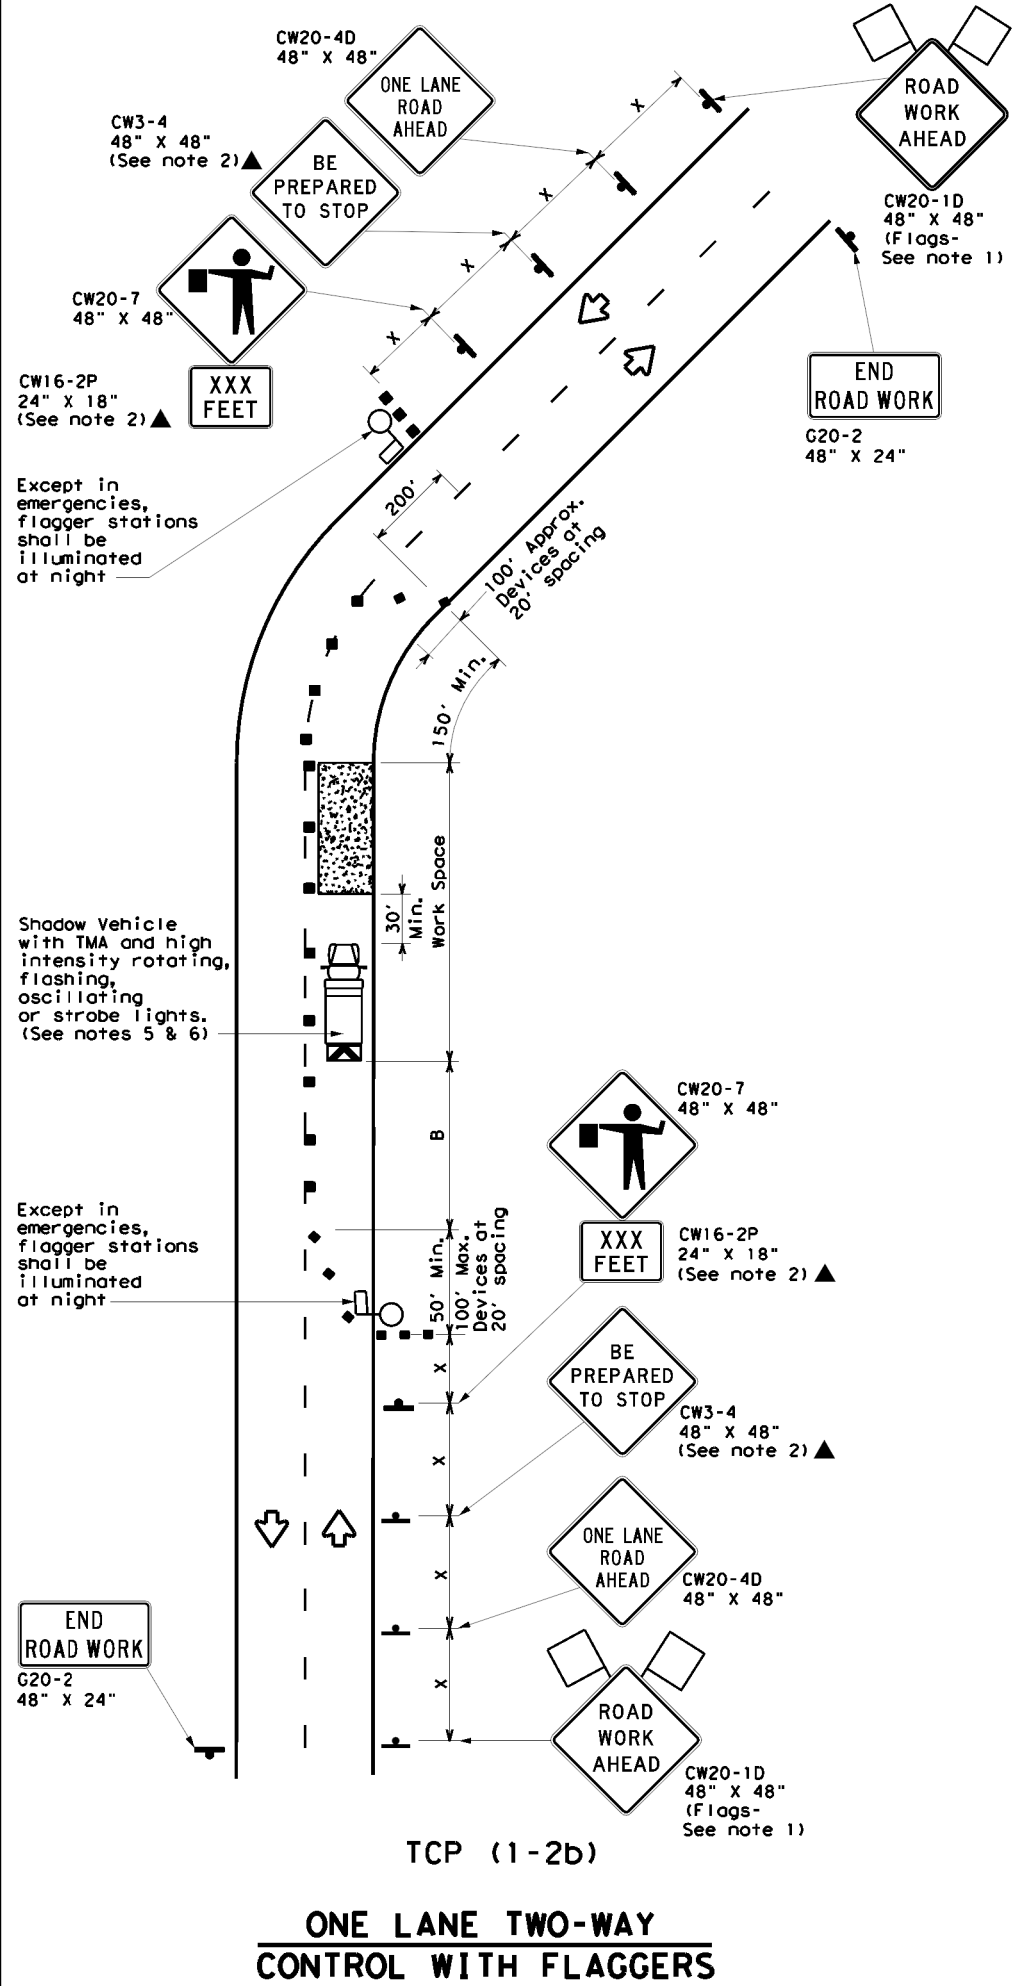 CW20-4D
48" X 48"
ONE LANE
ROAD
AHEAD
ROAD
WORK
AHEAD
CW20-1D
48" X 48"
(Flags-
See note 1)
CW3-4
48" X 48"
(See note 2)▲
BE
PREPARED
TO STOP
X
X
X
X
CW20-7
48" X 48"
CW16-2P
24" X 18"
(See note 2)▲
XXX
FEET
END
ROAD WORK
G20-2
48" X 24"
Except in
emergencies,
flagger stations
shall be
illuminated
at night
200'
100' Approx.
Devices at
20' spacing
150' Min.
Work Space
30'
Min.
Shadow Vehicle
with TMA and high
intensity rotating,
flashing,
oscillating
or strobe lights.
(See notes 5 & 6)
B
CW20-7
48" X 48"
XXX
FEET
CW16-2P
24" X 18"
(See note 2)▲
Except in
emergencies,
flagger stations
shall be
illuminated
at night
50' Min.
100' Max.
Devices at
20' spacing
X
X
X
X
BE
PREPARED
TO STOP
CW3-4
48" X 48"
(See note 2)▲
ONE LANE
ROAD
AHEAD
CW20-4D
48" X 48"
END
ROAD WORK
G20-2
48" X 24"
ROAD
WORK
AHEAD
CW20-1D
48" X 48"
(Flags-
See note 1)
TCP (1-2b)
ONE LANE TWO-WAY
CONTROL WITH FLAGGERS